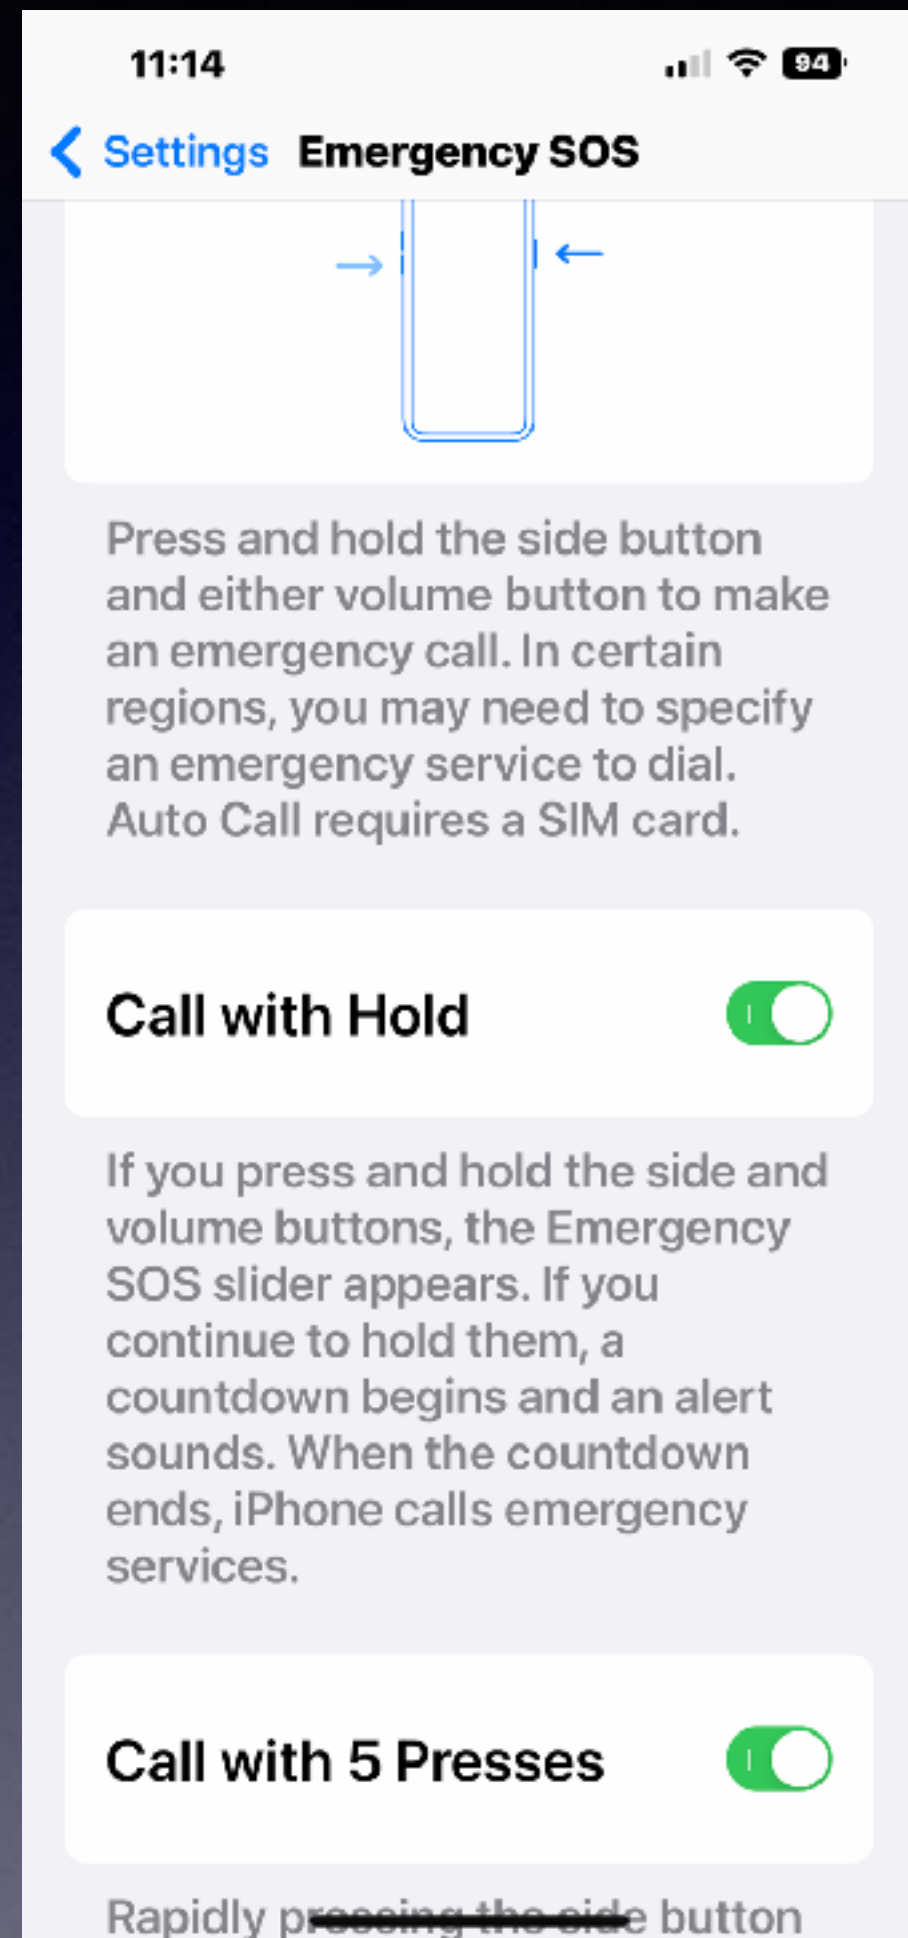 11:14
94
Settings Emergency SOS
Press and hold the side button
and either volume button to make
an emergency call. In certain
regions, you may need to specify
an emergency service to dial.
Auto Call requires a SIM card.
Call with Hold
If you press and hold the side and
volume buttons, the Emergency
SOS slider appears. If you
continue to hold them, a
countdown begins and an alert
sounds. When the countdown
ends, iPhone calls emergency
services.
Call with 5 Presses
Rapidly pressing the side button